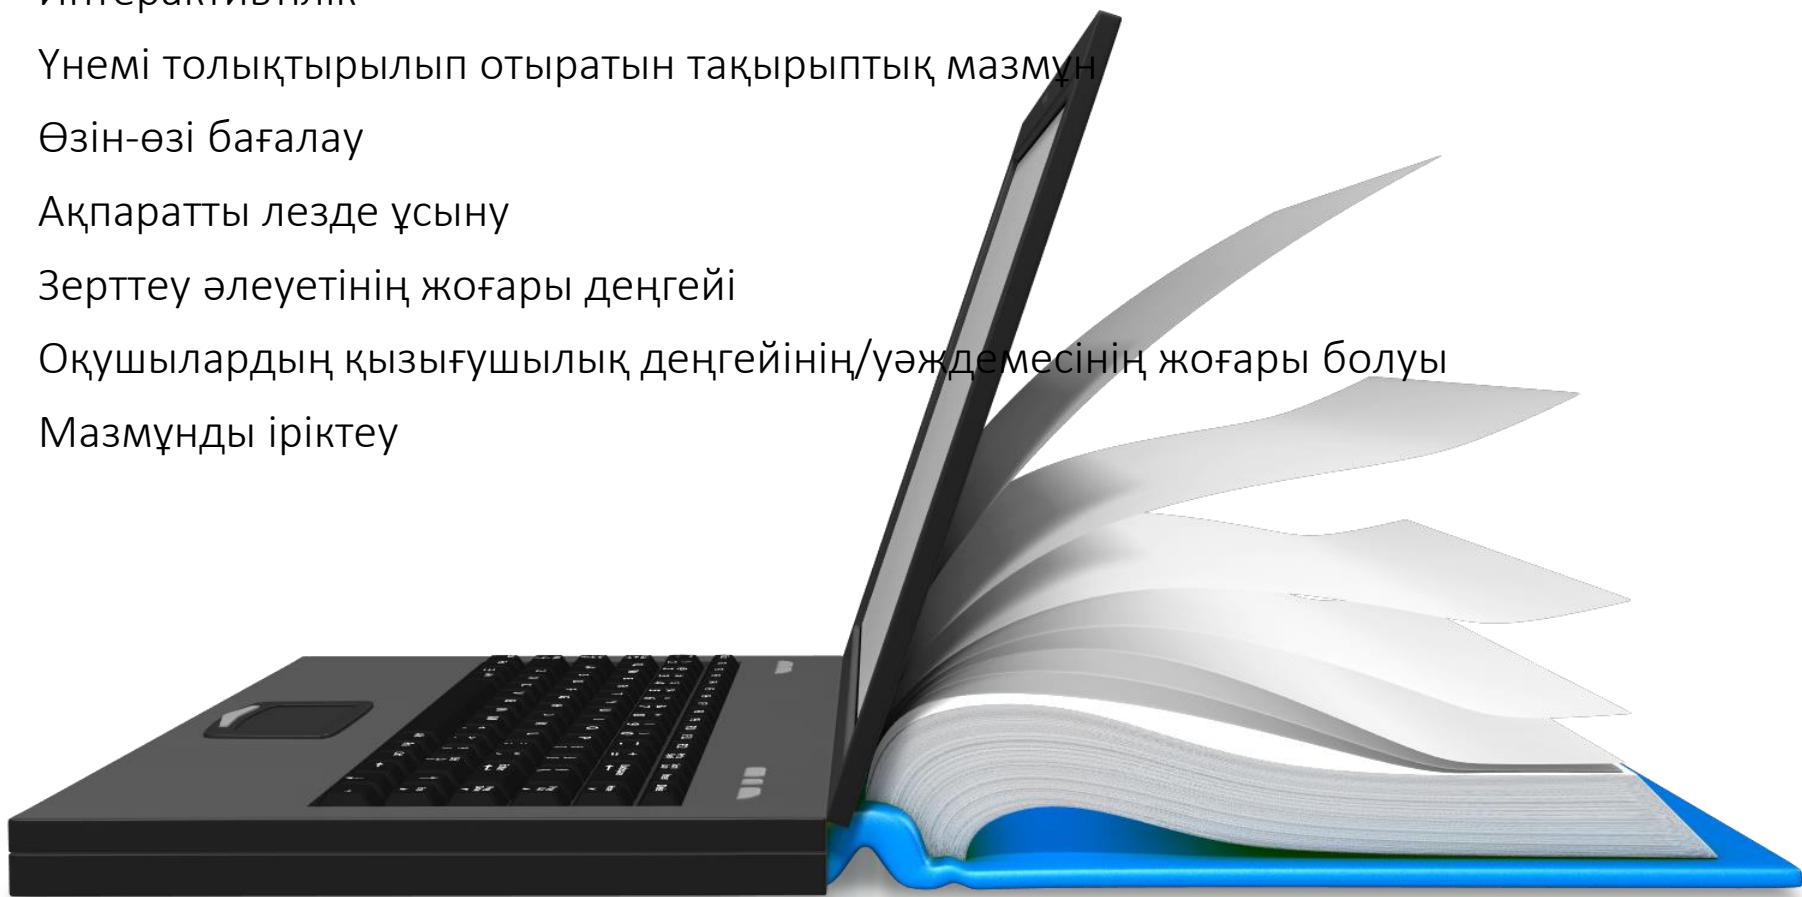 Интерактивтілік
Үнемі толықтырылып отыратын тақырыптық мазмұн
Өзін-өзі бағалау
Ақпаратты лезде ұсыну
Зерттеу әлеуетінің жоғары деңгейі
Оқушылардың қызығушылық деңгейінің/уәждемесінің жоғары болуы
Мазмұнды іріктеу